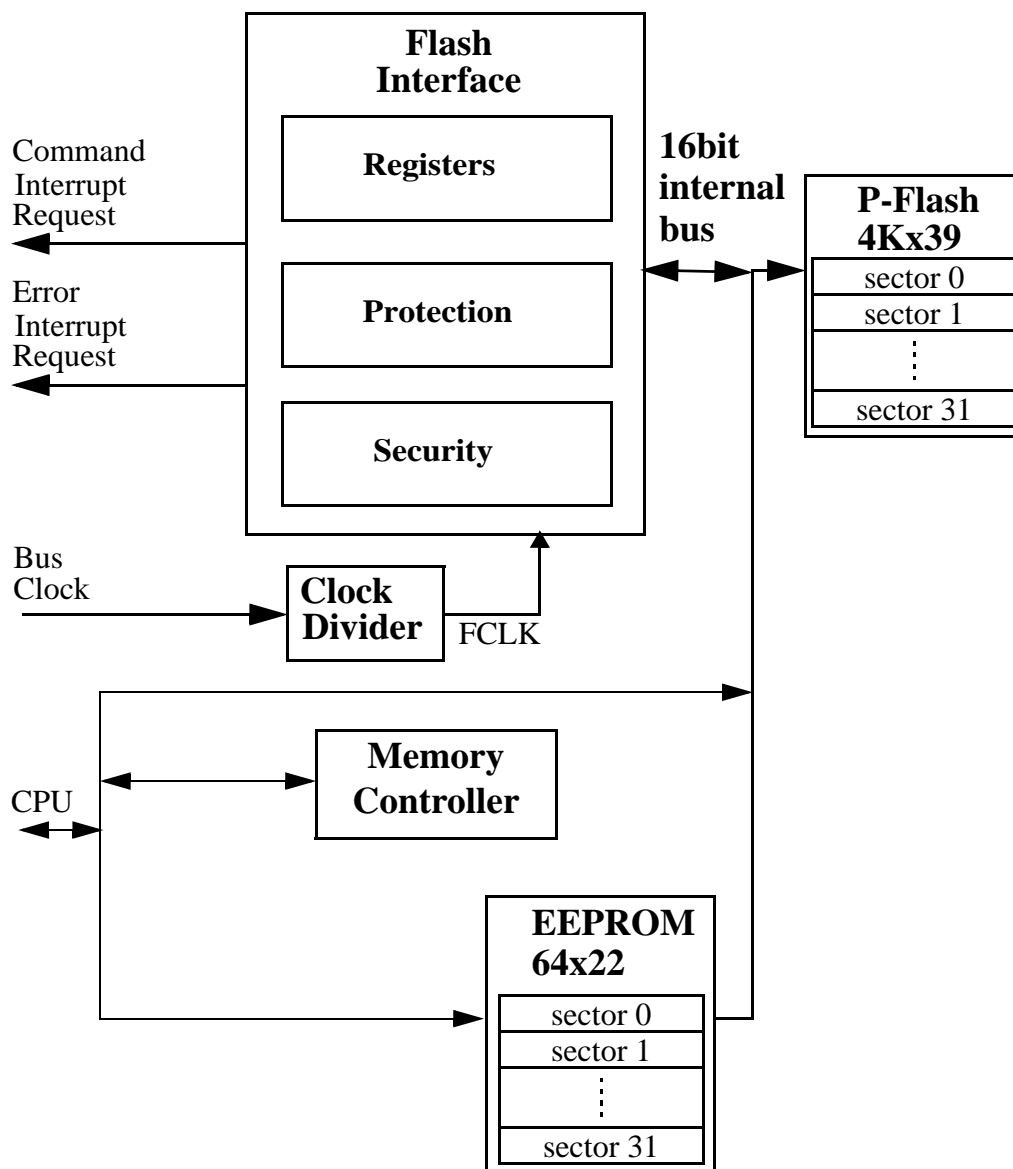 Flash
Interface
Registers
Protection
Security
Command
Interrupt
Request
Error
Interrupt
Request
16bit
internal
bus
P-Flash
4Kx39
sector 0
sector 1
sector 31
Bus
Clock
Clock
Divider
FCLK
Memory
Controller
CPU
EEPROM
64x22
sector 0
sector 1
sector 31